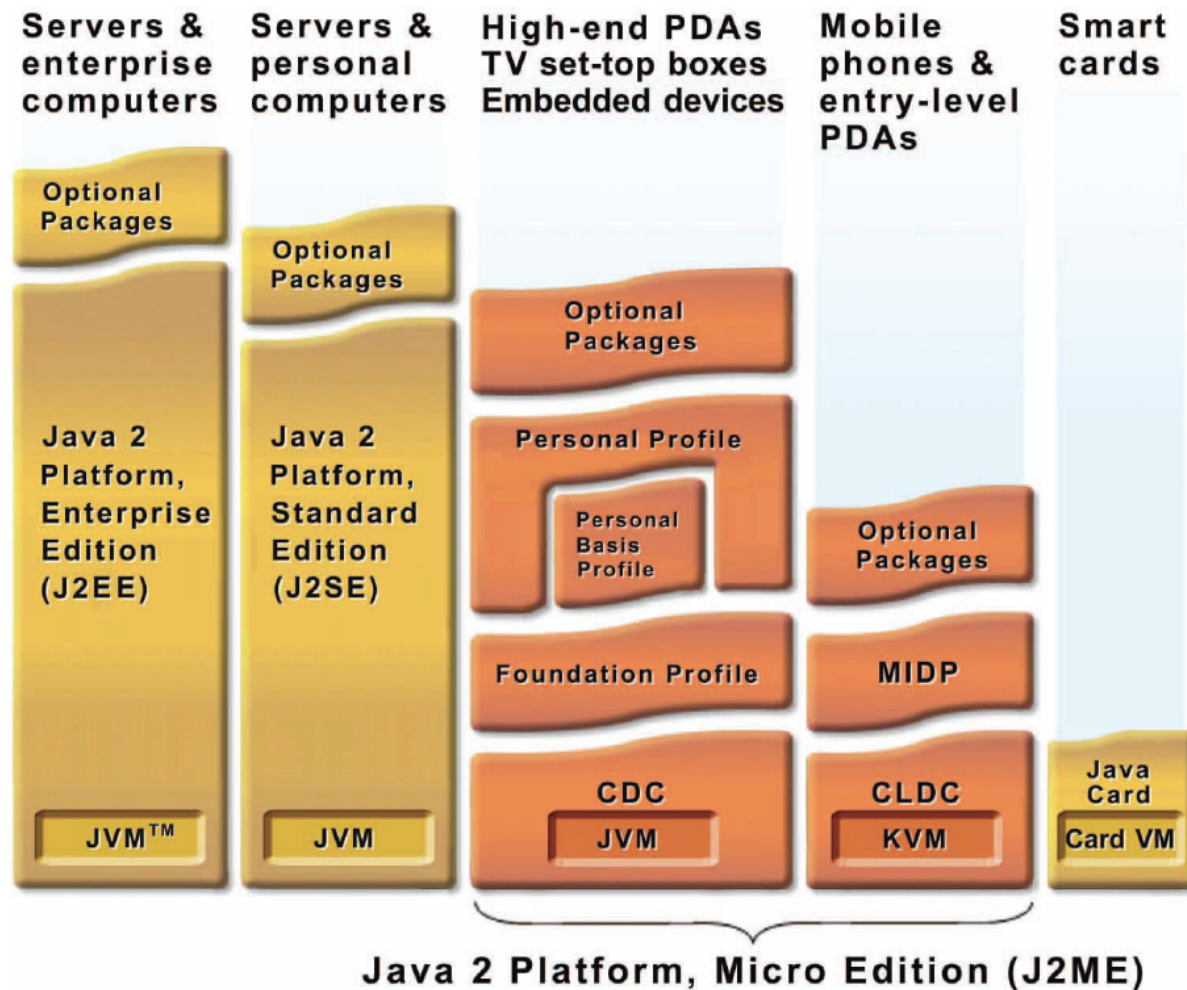 Servers &
enterprise
computers
Servers &
personal
computers
High-end PDAs
TV set-top boxes
Embedded devices
Mobile
phones &
entry-level
PDAs
Smart
cards
Optional
Packages
Java 2
Platform,
Enterprise
Edition
(J2EE)
JVM™
Optional
Packages
Java 2
Platform,
Standard
Edition
(J2SE)
JVM
Optional
Packages
Personal Profile
Personal
Basis
Profile
Foundation Profile
CDC
JVM
Optional
Packages
MIDP
CLDC
KVM
Java
Card
Card VM
Java 2 Platform, Micro Edition (J2ME)